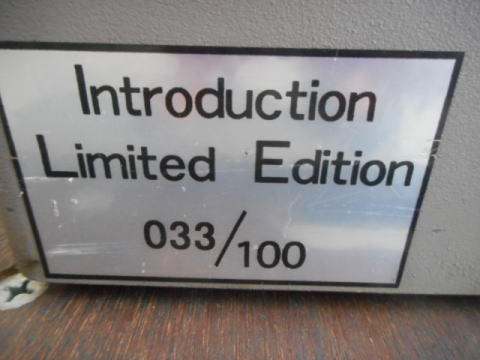 Introduction
Limited Edition
033/100